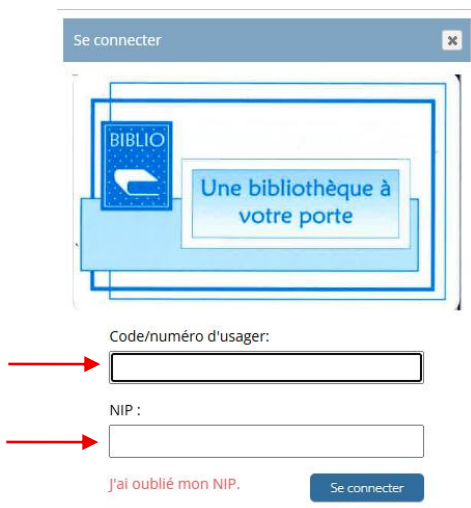 Se connecter
BIBLIO
Une bibliothèque à
votre porte
Code/numéro d'usager:
NIP :
J'ai oublié mon NIP.
Se connecter